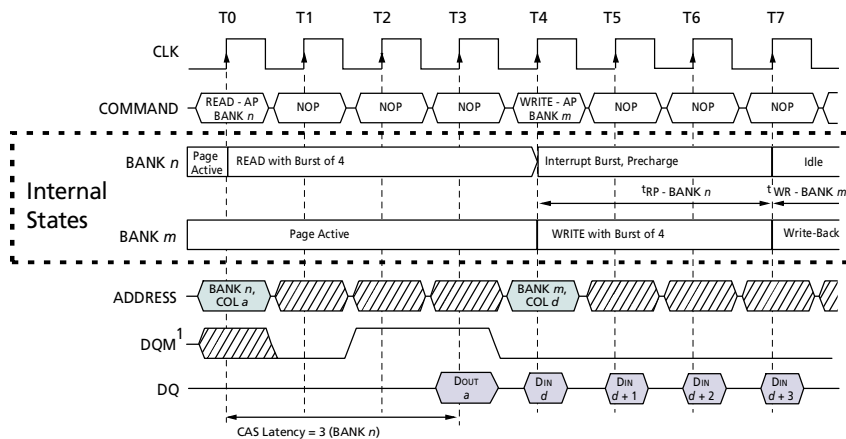 T0 T1 T2 T3 T4 T5 T6 T7
CLK
COMMAND
READ - AP
BANK n
NOP
NOP
NOP
WRITE - AP
BANK m
NOP
NOP
NOP
Internal
States
BANK n
Page
Active
READ with Burst of 4
Interrupt Burst, Precharge
Idle
tRP - BANK n
tWR - BANK m
BANK m
Page Active
WRITE with Burst of 4
Write-Back
ADDRESS
BANK n,
COL a
BANK m,
COL d
DQM1
DQ
DOUT
a
DIN
d
DIN
d + 1
DIN
d + 2
DIN
d + 3
CAS Latency = 3 (BANK n)